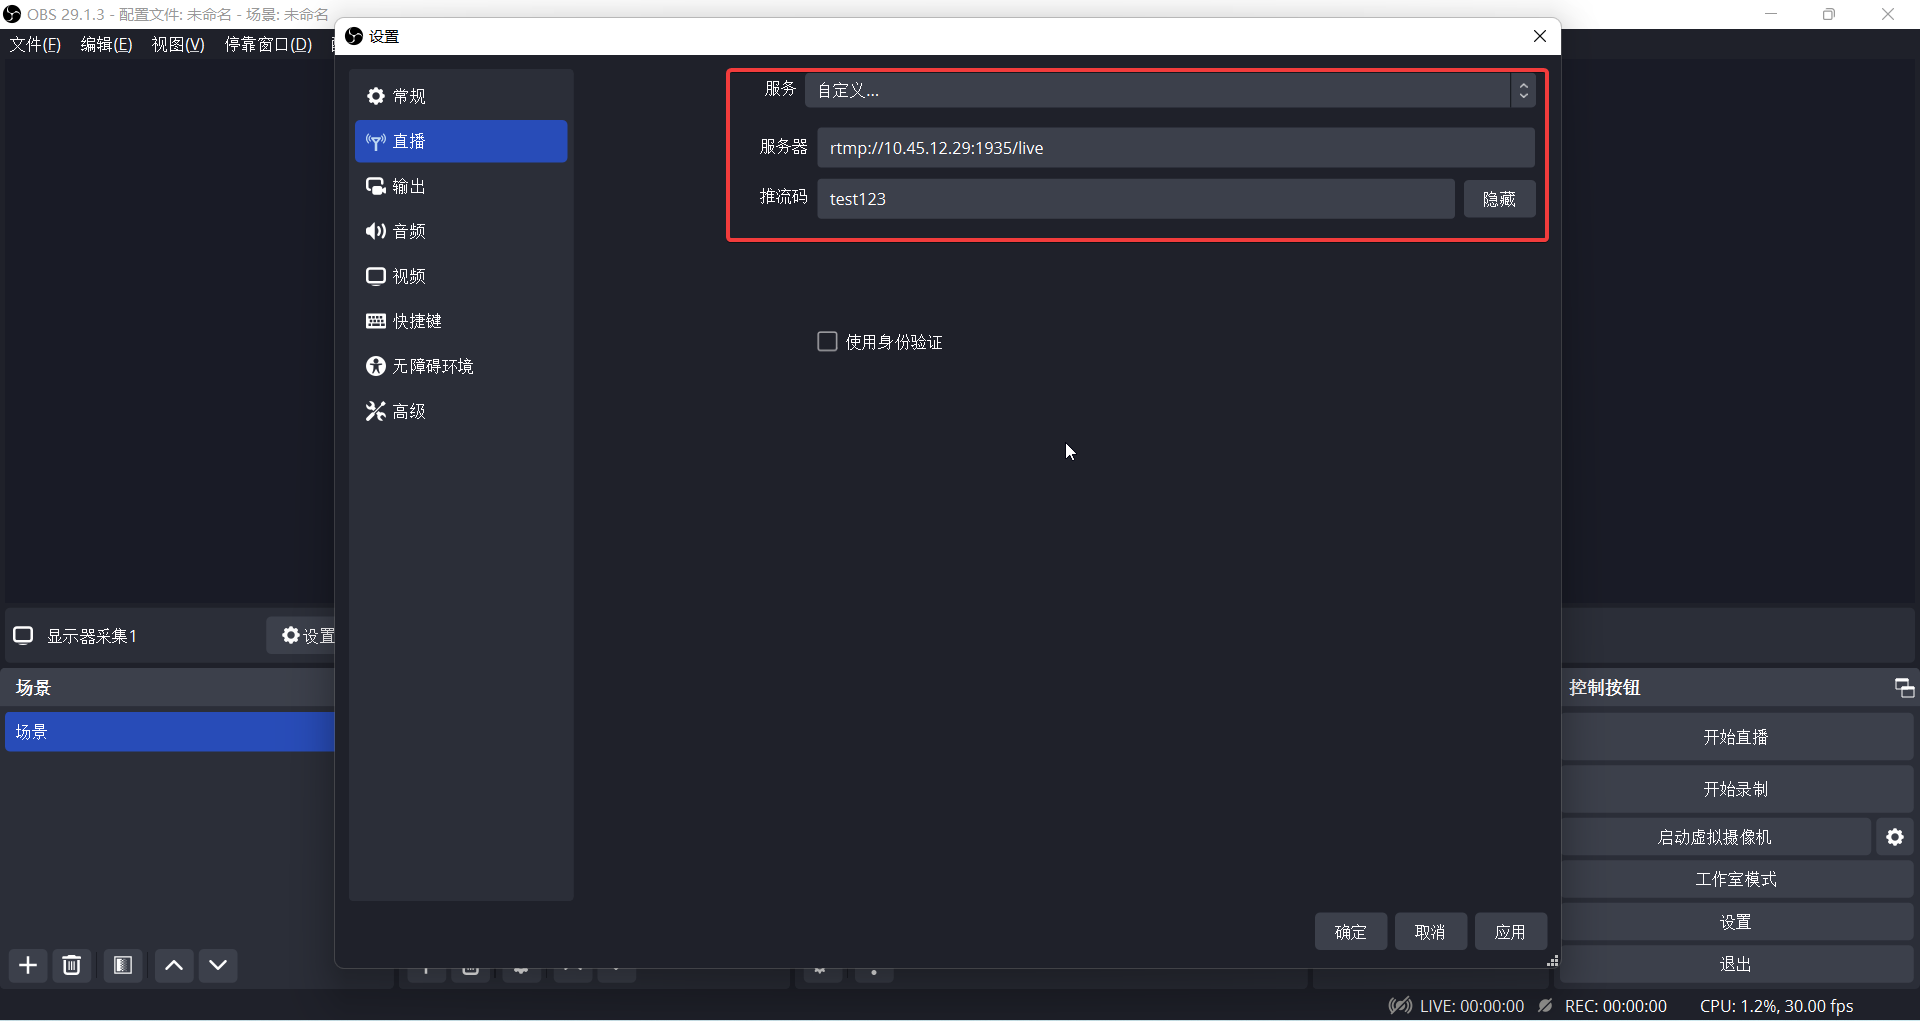 OBS 29.1.3 - 配置文件: 未命名 - 场景: 未命名
文件(F) 编辑(E) 视图(V) 停靠窗口(D)
设置
常规
直播
输出
音频
视频
快捷键
无障碍环境
高级
服务 自定义...
服务器 rtmp://10.45.12.29:1935/live
推流码 test123 隐藏
使用身份验证
确定 取消 应用
显示器采集1 设置
场景
场景
控制按钮
开始直播
开始录制
启动虚拟摄像机
工作室模式
设置
退出
LIVE: 00:00:00 REC: 00:00:00 CPU: 1.2%, 30.00 fps